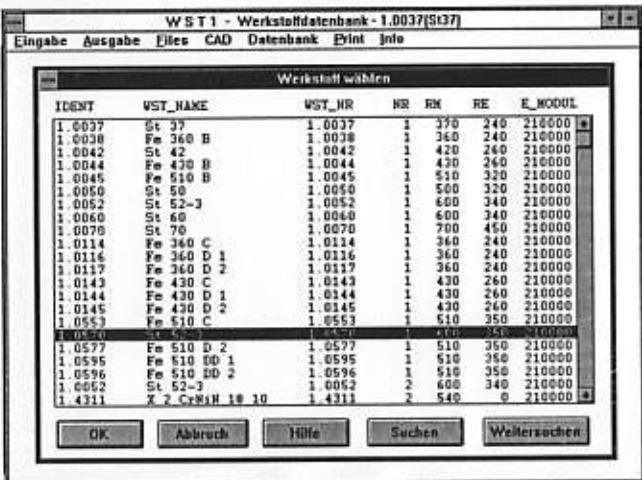 WST1 - Werkstoffdatenbank - 1.0037(St37)
Eingabe Ausgabe Files CAD Datenbank Print Info
Werkstoff wählen
IDENT WST_NAME WST_NR NR RM RE E_MODUL
1.0037 St 37 1.0037 1 370 240 210000
1.0038 Fe 360 B 1.0038 1 360 240 210000
1.0042 St 42 1.0042 1 420 260 210000
1.0044 Fe 430 B 1.0044 1 430 260 210000
1.0045 Fe 510 B 1.0045 1 510 320 210000
1.0050 St 50 1.0050 1 500 320 210000
1.0052 St 52-3 1.0052 1 600 340 210000
1.0060 St 60 1.0060 1 600 340 210000
1.0070 St 70 1.0070 1 700 450 210000
1.0114 Fe 360 C 1.0114 1 360 240 210000
1.0116 Fe 360 D 1 1.0116 1 360 240 210000
1.0117 Fe 360 D 2 1.0117 1 360 240 210000
1.0143 Fe 430 C 1.0143 1 430 260 210000
1.0144 Fe 430 D 1 1.0144 1 430 260 210000
1.0145 Fe 430 D 2 1.0145 1 430 260 210000
1.0553 Fe 510 C 1.0553 1 510 350 210000
1.0570 1.0570 1 600 350 210000
1.0577 Fe 510 D 2 1.0577 1 510 350 210000
1.0595 Fe 510 DD 1 1.0595 1 510 350 210000
1.0596 Fe 510 DD 2 1.0596 1 510 350 210000
1.0052 St 52-3 1.0052 2 600 340 210000
1.4311 X 2 CrNiN 18 10 1.4311 2 540 0 210000
OK Abbruch Hilfe Suchen Weitersuchen